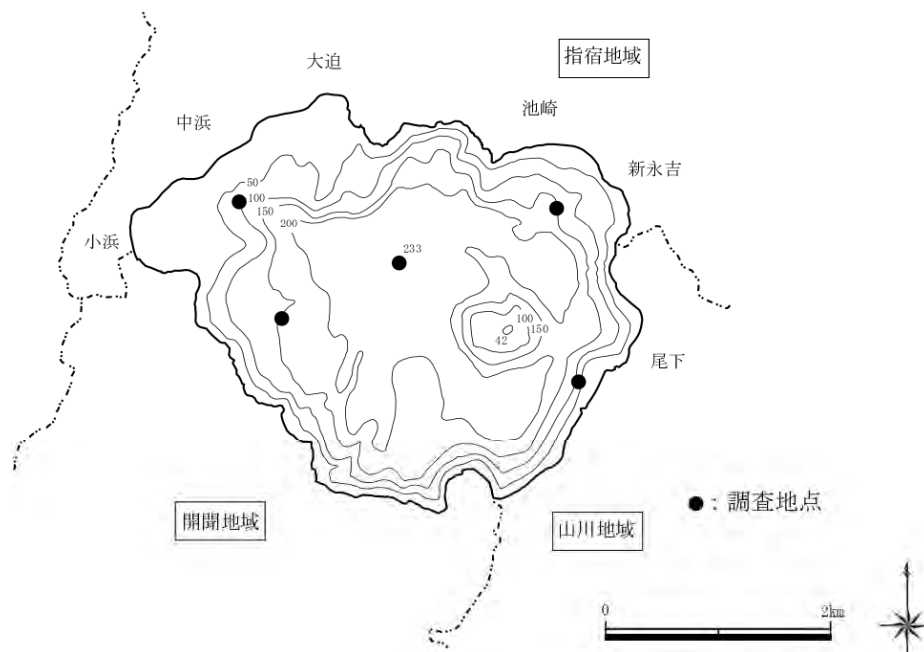 大迫
指宿地域
池崎
中浜
新永吉
50
100
150
200
小浜
233
100
150
42
尾下
●：調査地点
開聞地域
山川地域
0
2km